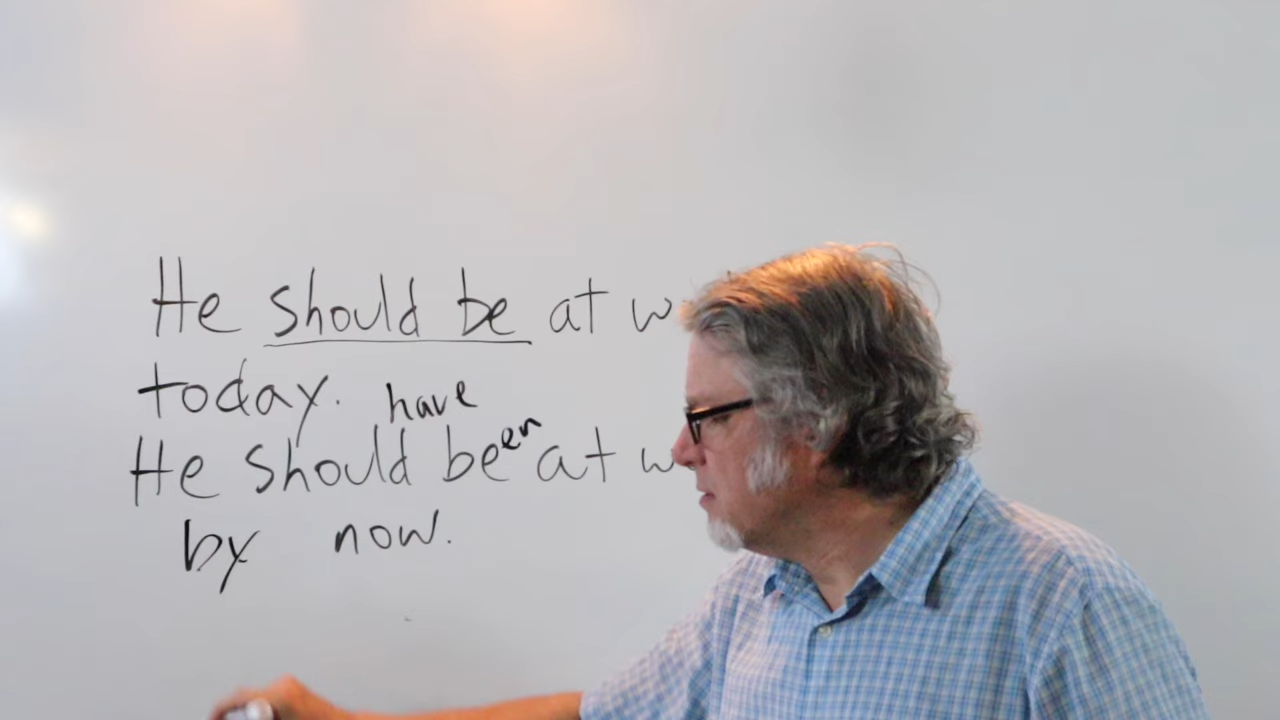 He should be at w
today.
have
He should been at w
by now.